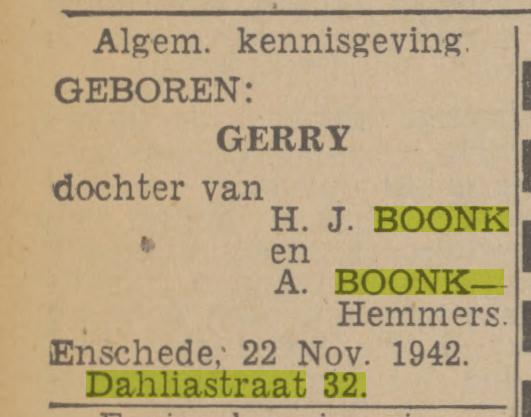 Algem. kennisgeving.
GEBOREN:
GERRY
dochter van
H. J. BOONK
en
A. BOONK—
Hemmers.
Enschede, 22 Nov. 1942.
Dahliastraat 32.